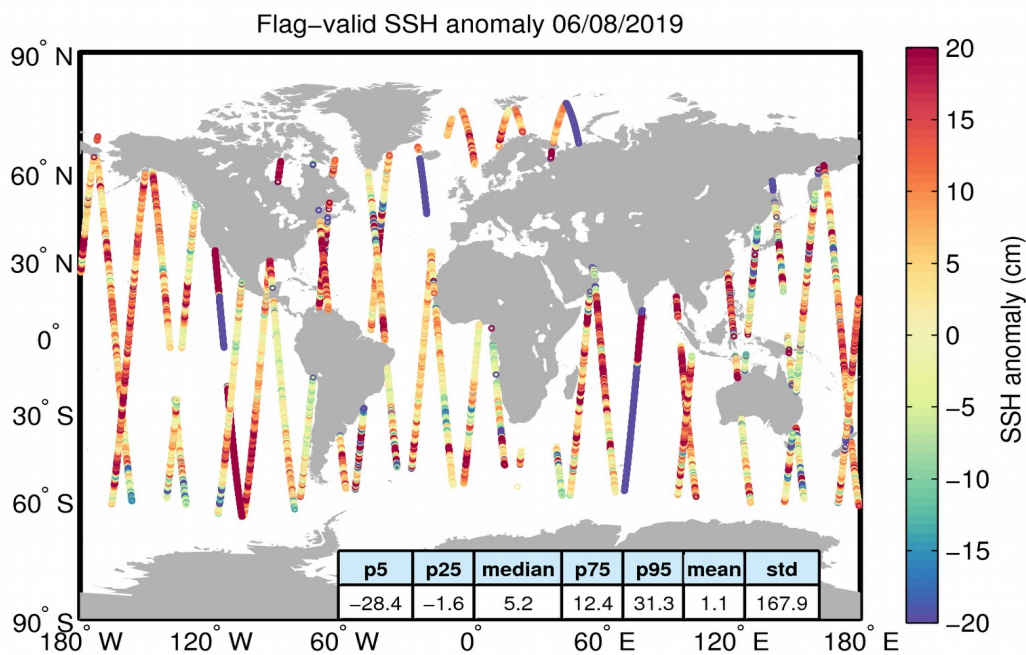 Flag−valid SSH anomaly 06/08/2019
90° N
60° N
30° N
0°
30° S
60° S
90° S
180° W
120° W
60° W
0°
60° E
120° E
180° E
p5 p25 median p75 p95 mean std
−28.4 −1.6 5.2 12.4 31.3 1.1 167.9
20
15
10
5
0
−5
−10
−15
−20
SSH anomaly (cm)